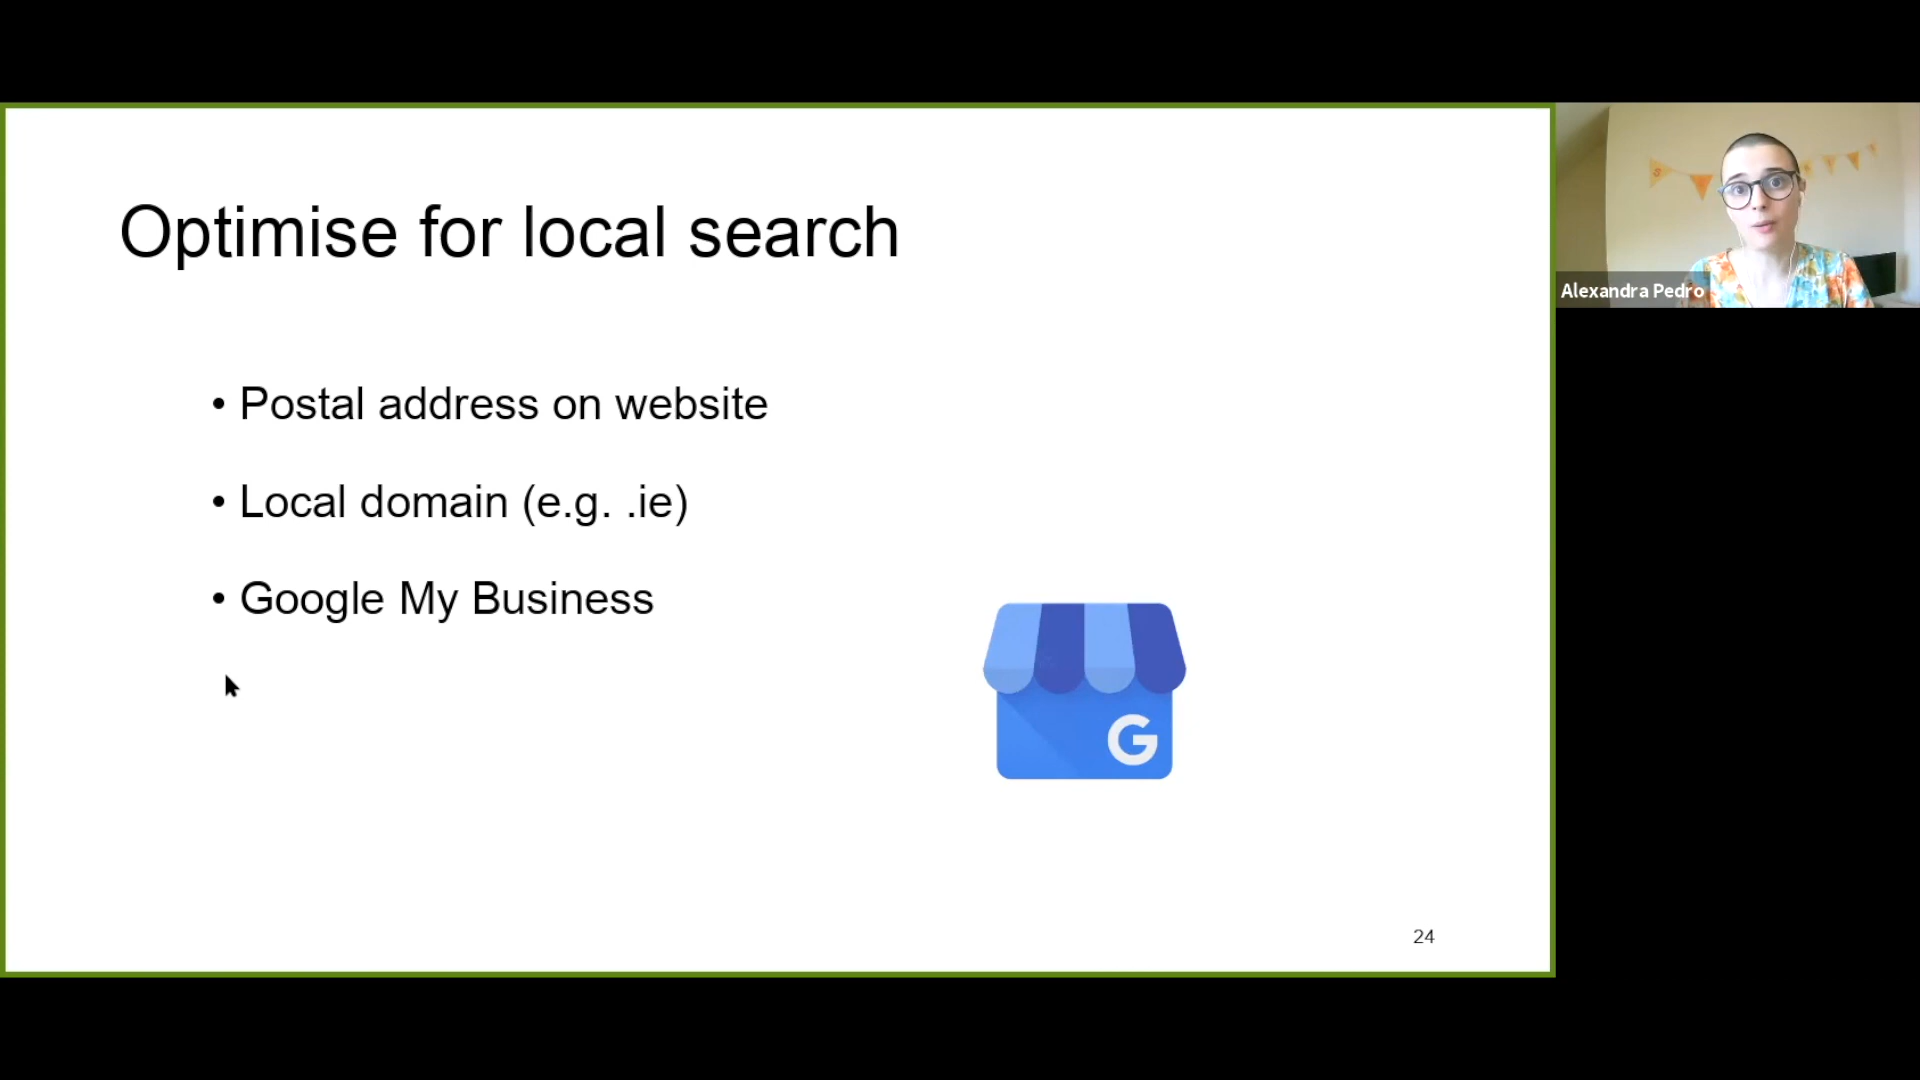 Optimise for local search
• Postal address on website
• Local domain (e.g. .ie)
• Google My Business
G
24
Alexandra Pedro